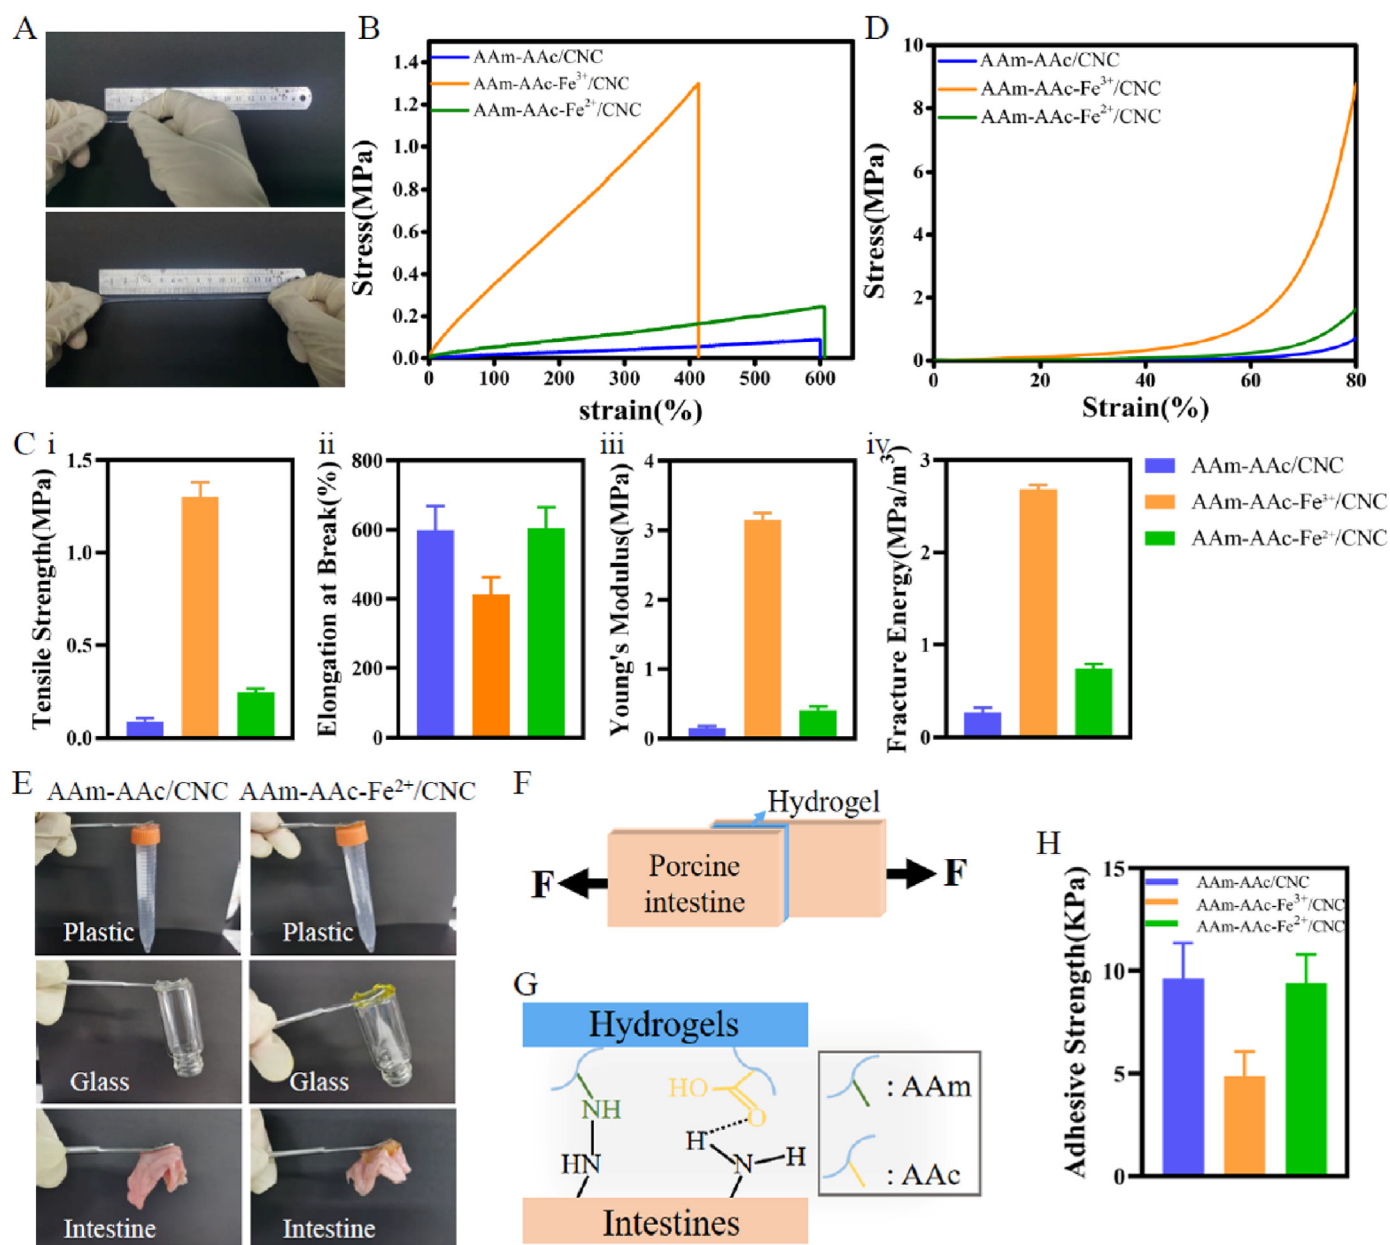 A
B
AAm-AAc/CNC
AAm-AAc-Fe³⁺/CNC
AAm-AAc-Fe²⁺/CNC
Stress(MPa)
1.4
1.2
1.0
0.8
0.6
0.4
0.2
0.0
0 100 200 300 400 500 600
strain(%)
D
AAm-AAc/CNC
AAm-AAc-Fe³⁺/CNC
AAm-AAc-Fe²⁺/CNC
Stress(MPa)
10
8
6
4
2
0
0 20 40 60 80
Strain(%)
C i
Tensile Strength(MPa)
1.5
1.0
0.5
0.0
ii
Elongation at Break(%)
800
600
400
200
0
iii
Young's Modulus(MPa)
4
3
2
1
0
iv
Fracture Energy(MPa/m³)
3
2
1
0
AAm-AAc/CNC
AAm-AAc-Fe³⁺/CNC
AAm-AAc-Fe²⁺/CNC
E
AAm-AAc/CNC AAm-AAc-Fe²⁺/CNC
Plastic Plastic
Glass Glass
Intestine Intestine
F
Hydrogel
F
Porcine
intestine
F
G
Hydrogels
HO
O
NH
HN
H
N
H
Intestines
: AAm
: AAc
H
AAm-AAc/CNC
AAm-AAc-Fe³⁺/CNC
AAm-AAc-Fe²⁺/CNC
Adhesive Strength(KPa)
15
10
5
0